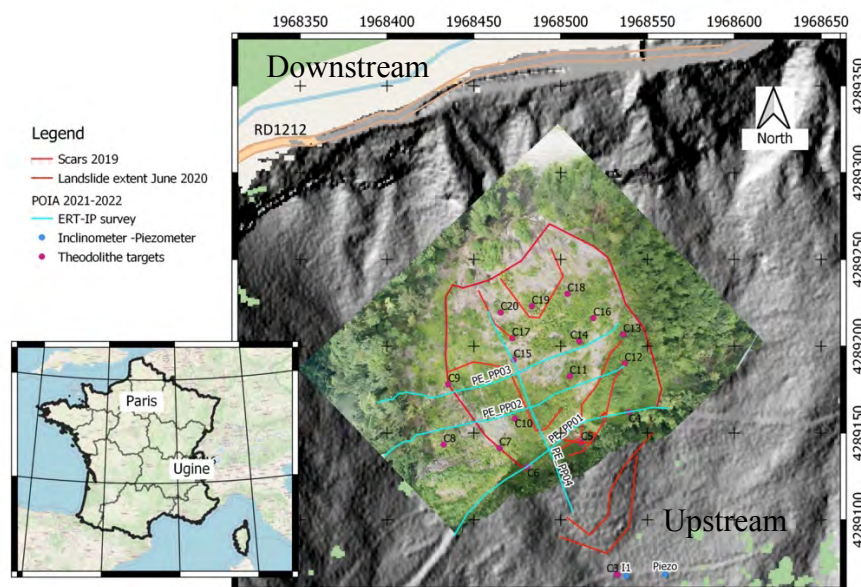 1968350 1968400 1968450 1968500 1968550 1968600 1968650
Downstream
4289350
RD1212
North
Legend
Scars 2019
Landslide extent June 2020
POIA 2021-2022
ERT-IP survey
Inclinometer -Piezometer
Theodolithe targets
4289300
4289250
C18
C19
C20
C16
C13
C17
C14
4289200
C15
C12
PE_PP03
C11
C9
PE_PP02
PE_PP01
C10
C4
4289150
C8
C7
C5
C6
PE_PP04
4289100
Upstream
C3 I1 Piezo
Paris
Ugine